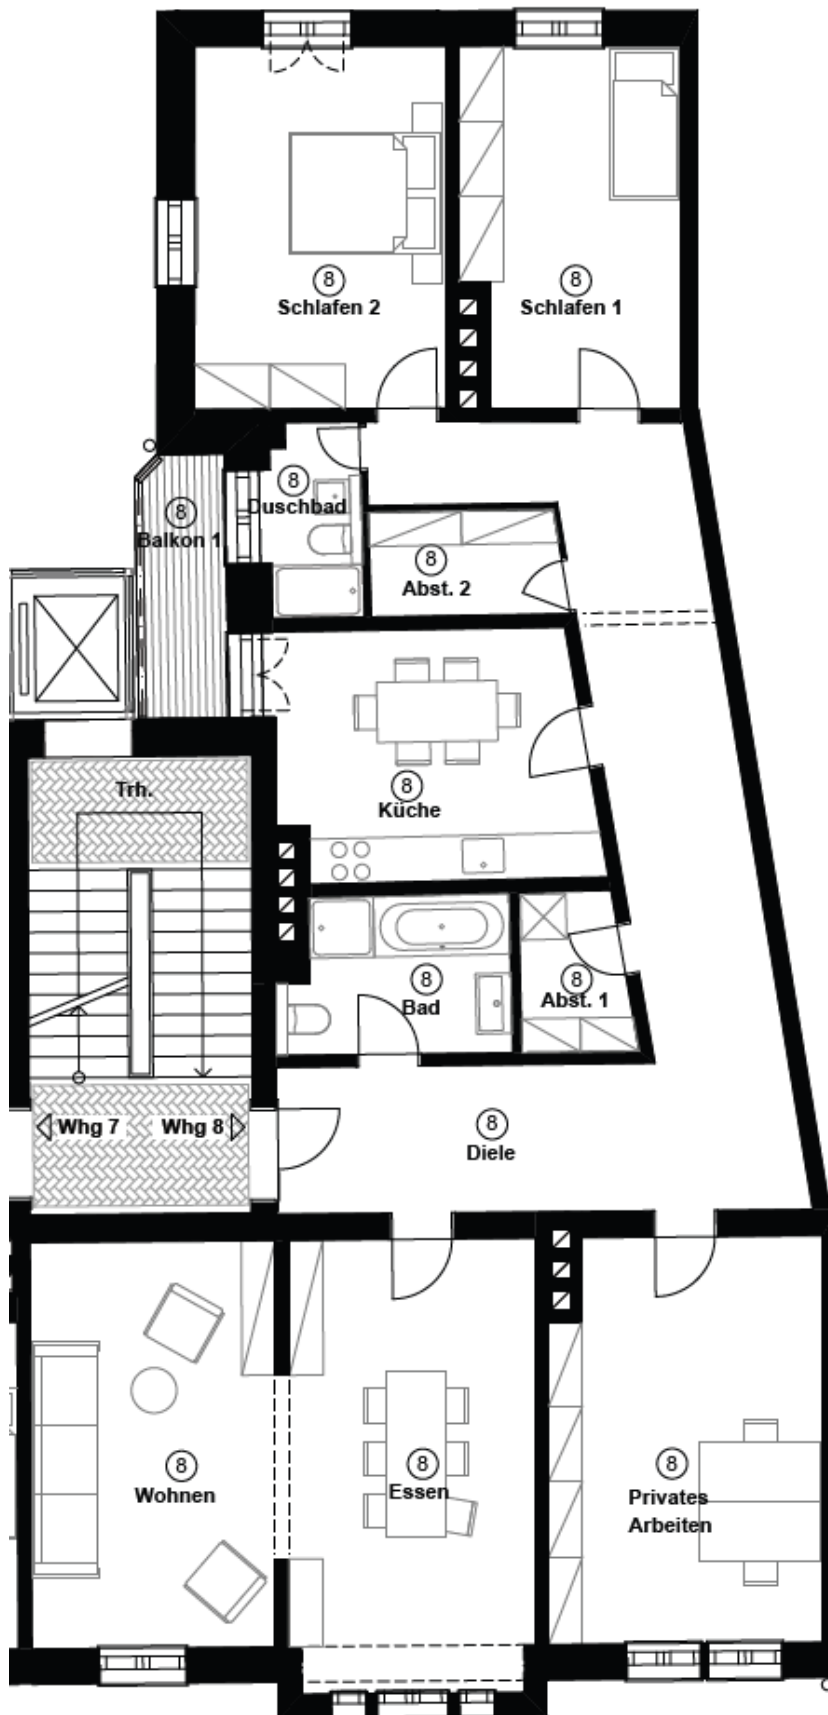 8
Schlafen 2
8
Schlafen 1
8
Duschbad
8
Balkon 1
8
Abst. 2
Trh.
8
Küche
8
Bad
8
Abst. 1
Whg 7
Whg 8
8
Diele
8
Wohnen
8
Essen
8
Privates
Arbeiten